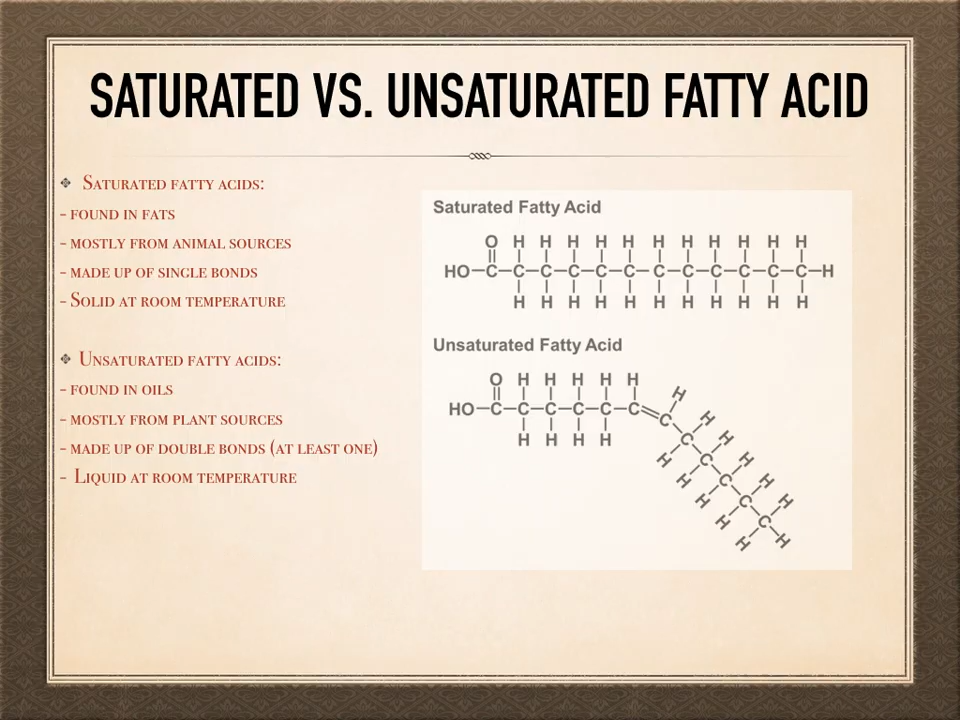 SATURATED VS. UNSATURATED FATTY ACID
❖ Saturated fatty acids:
- found in fats
- mostly from animal sources
- made up of single bonds
- Solid at room temperature
❖ Unsaturated fatty acids:
- found in oils
- mostly from plant sources
- made up of double bonds (at least one)
- Liquid at room temperature
Saturated Fatty Acid
O H H H H H H H H H H H
HO–C–C–C–C–C–C–C–C–C–C–C–C–H
H H H H H H H H H H H
Unsaturated Fatty Acid
O H H H H H
HO–C–C–C–C–C–C=C–C–C–C–C–C–H
H H H H
H H H H H H
H H H H H